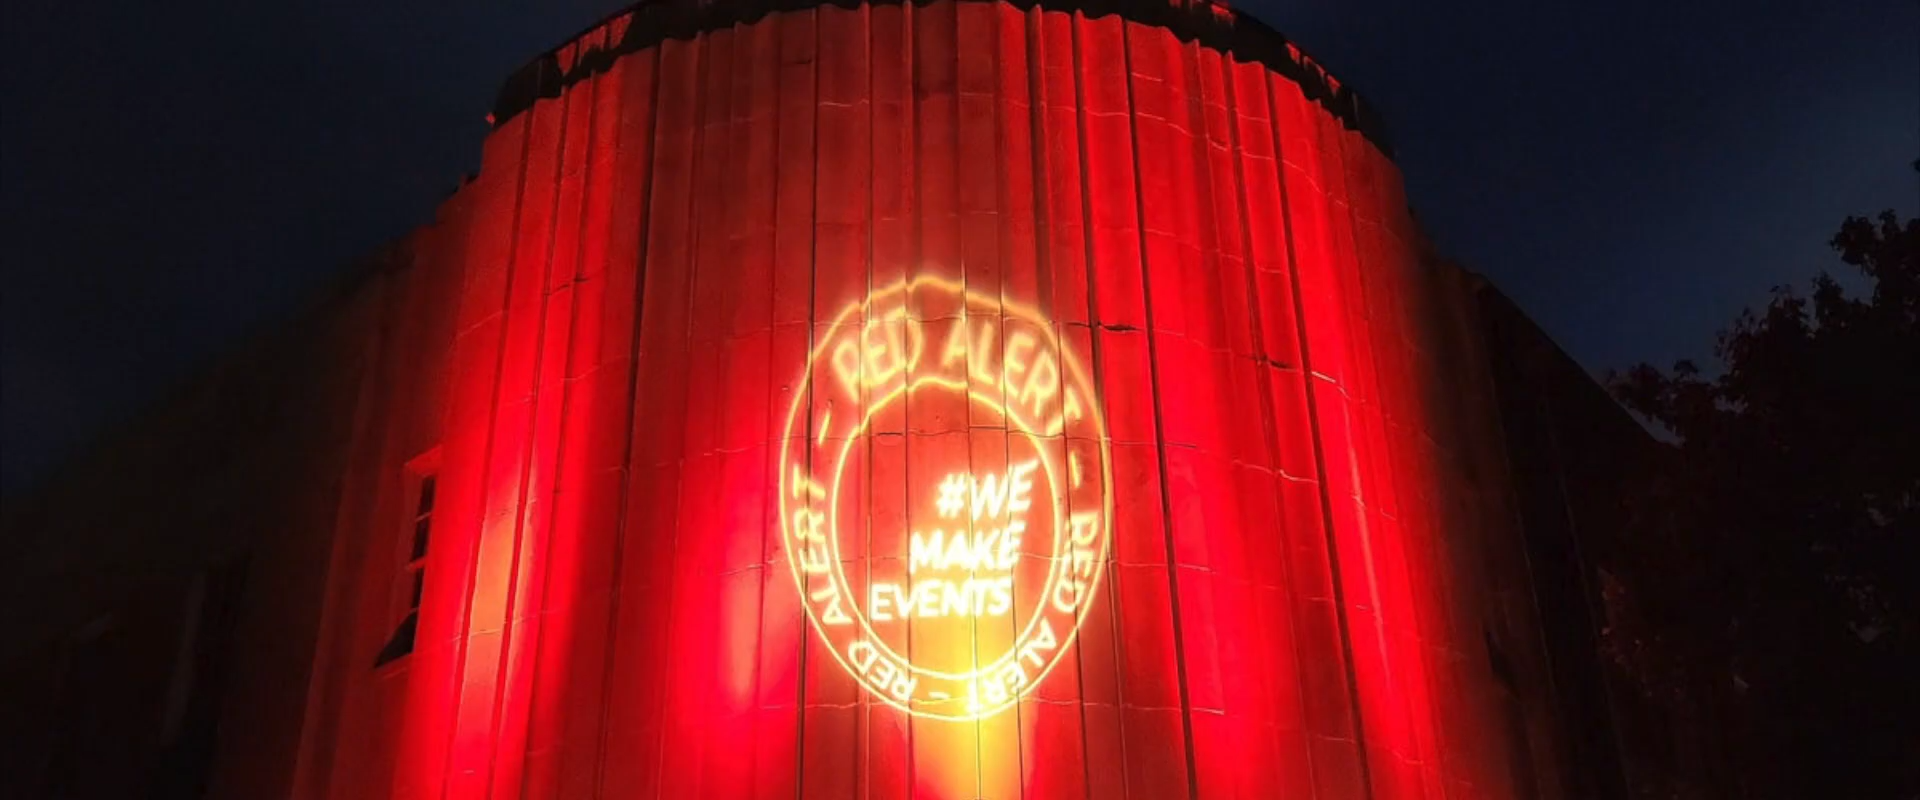 RED ALERT – RED ALERT – RED ALERT –
#WE
MAKE
EVENTS